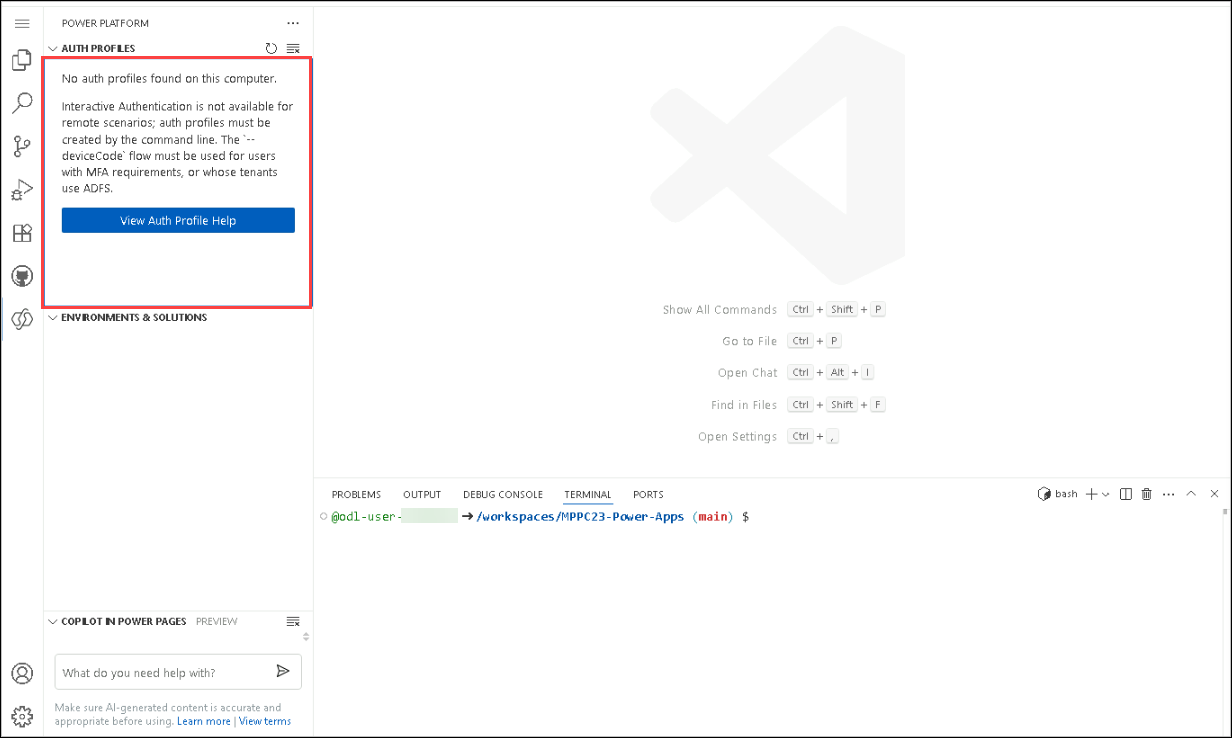 POWER PLATFORM
AUTH PROFILES
No auth profiles found on this computer.
Interactive Authentication is not available for
remote scenarios; auth profiles must be
created by the command line. The `--
deviceCode` flow must be used for users
with MFA requirements, or whose tenants
use ADFS.
View Auth Profile Help
ENVIRONMENTS & SOLUTIONS
COPILOT IN POWER PAGES PREVIEW
What do you need help with?
Make sure AI-generated content is accurate and
appropriate before using. Learn more | View terms
Show All Commands Ctrl + Shift + P
Go to File Ctrl + P
Open Chat Ctrl + Alt + I
Find in Files Ctrl + Shift + F
Open Settings Ctrl + ,
PROBLEMS OUTPUT DEBUG CONSOLE TERMINAL PORTS bash
@odl-user- ➜ /workspaces/MPPC23-Power-Apps (main) $